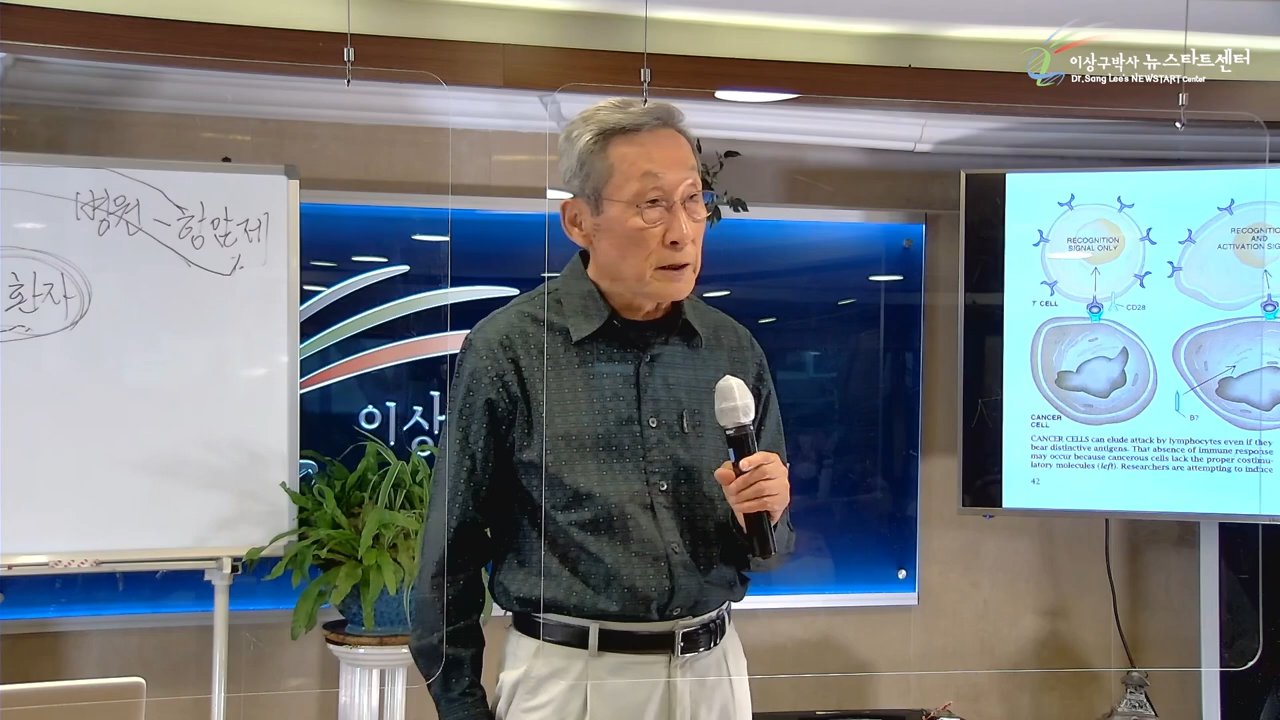 이상구박사 뉴스타트센터
Dr. Sang Lee's NEWSTART Center
병원 - 항암제
환자
이상
RECOGNITION
SIGNAL ONLY
T CELL
CD28
CANCER
CELL
RECOGNITION
AND
ACTIVATION
B7
CANCER CELLS can elude attack by lymphocytes even if they
bear distinctive antigens. That absence of immune response
may occur because cancerous cells lack the proper costimu-
latory molecules (left). Researchers are attempting to induce
42